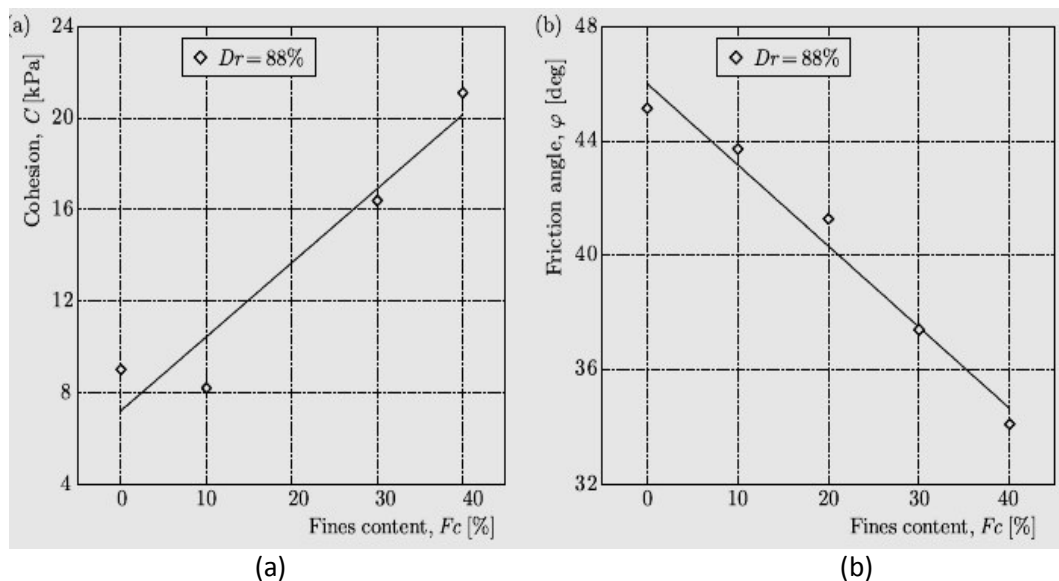 (a)
24
20
16
12
8
4
Cohesion, C [kPa]
Dr = 88%
0 10 20 30 40
Fines content, Fc [%]
(b)
48
44
40
36
32
Friction angle, φ [deg]
Dr = 88%
0 10 20 30 40
Fines content, Fc [%]
(a)
(b)